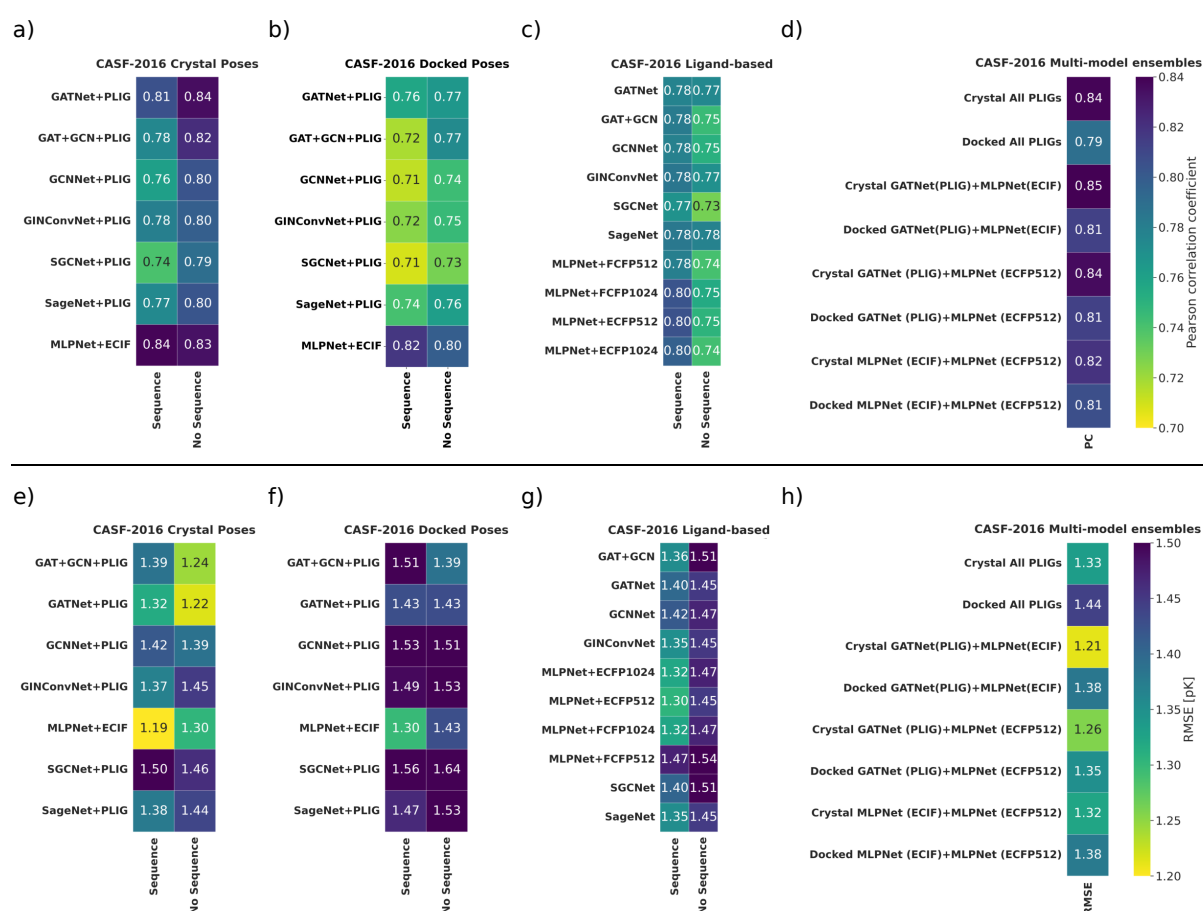 a)
CASF-2016 Crystal Poses
GATNet+PLIG 0.81 0.84
GAT+GCN+PLIG 0.78 0.82
GCNNet+PLIG 0.76 0.80
GINConvNet+PLIG 0.78 0.80
SGCNet+PLIG 0.74 0.79
SageNet+PLIG 0.77 0.80
MLPNet+ECIF 0.84 0.83
Sequence
No Sequence
b)
CASF-2016 Docked Poses
GATNet+PLIG 0.76 0.77
GAT+GCN+PLIG 0.72 0.77
GCNNet+PLIG 0.71 0.74
GINConvNet+PLIG 0.72 0.75
SGCNet+PLIG 0.71 0.73
SageNet+PLIG 0.74 0.76
MLPNet+ECIF 0.82 0.80
Sequence
No Sequence
c)
CASF-2016 Ligand-based
GATNet 0.78 0.77
GAT+GCN 0.78 0.75
GCNNet 0.78 0.75
GINConvNet 0.78 0.77
SGCNet 0.77 0.73
SageNet 0.78 0.78
MLPNet+FCFP512 0.78 0.74
MLPNet+FCFP1024 0.80 0.75
MLPNet+ECFP512 0.80 0.75
MLPNet+ECFP1024 0.80 0.74
Sequence
No Sequence
d)
CASF-2016 Multi-model ensembles
Crystal All PLIGs 0.84
Docked All PLIGs 0.79
Crystal GATNet(PLIG)+MLPNet(ECIF) 0.85
Docked GATNet(PLIG)+MLPNet(ECIF) 0.81
Crystal GATNet (PLIG)+MLPNet (ECFP512) 0.84
Docked GATNet (PLIG)+MLPNet (ECFP512) 0.81
Crystal MLPNet (ECIF)+MLPNet (ECFP512) 0.82
Docked MLPNet (ECIF)+MLPNet (ECFP512) 0.81
PC
0.84
0.82
0.80
0.78
0.76
0.74
0.72
0.70
Pearson correlation coefficient
e)
CASF-2016 Crystal Poses
GAT+GCN+PLIG 1.39 1.24
GATNet+PLIG 1.32 1.22
GCNNet+PLIG 1.42 1.39
GINConvNet+PLIG 1.37 1.45
MLPNet+ECIF 1.19 1.30
SGCNet+PLIG 1.50 1.46
SageNet+PLIG 1.38 1.44
Sequence
No Sequence
f)
CASF-2016 Docked Poses
GAT+GCN+PLIG 1.51 1.39
GATNet+PLIG 1.43 1.43
GCNNet+PLIG 1.53 1.51
GINConvNet+PLIG 1.49 1.53
MLPNet+ECIF 1.30 1.43
SGCNet+PLIG 1.56 1.64
SageNet+PLIG 1.47 1.53
Sequence
No Sequence
g)
CASF-2016 Ligand-based
GAT+GCN 1.36 1.51
GATNet 1.40 1.45
GCNNet 1.42 1.47
GINConvNet 1.35 1.45
MLPNet+ECFP1024 1.32 1.47
MLPNet+ECFP512 1.30 1.45
MLPNet+FCFP1024 1.32 1.47
MLPNet+FCFP512 1.47 1.54
SGCNet 1.40 1.51
SageNet 1.35 1.45
Sequence
No Sequence
h)
CASF-2016 Multi-model ensembles
Crystal All PLIGs 1.33
Docked All PLIGs 1.44
Crystal GATNet(PLIG)+MLPNet(ECIF) 1.21
Docked GATNet(PLIG)+MLPNet(ECIF) 1.38
Crystal GATNet (PLIG)+MLPNet (ECFP512) 1.26
Docked GATNet (PLIG)+MLPNet (ECFP512) 1.35
Crystal MLPNet (ECIF)+MLPNet (ECFP512) 1.32
Docked MLPNet (ECIF)+MLPNet (ECFP512) 1.38
RMSE
1.50
1.45
1.40
1.35
1.30
1.25
1.20
RMSE [pK]